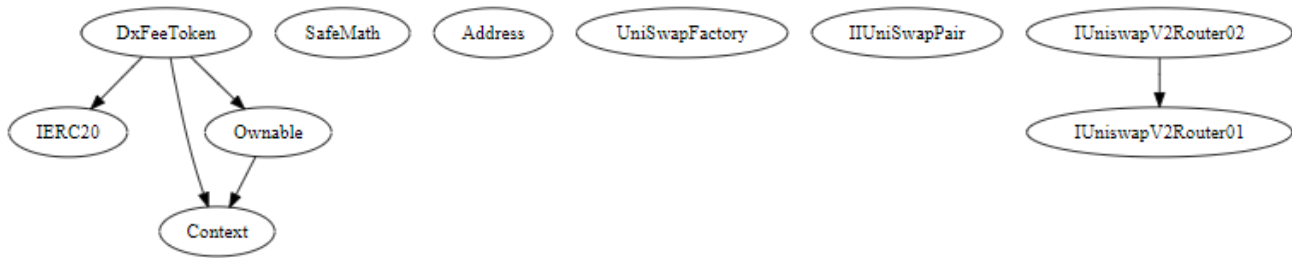 DxFeeToken
SafeMath
Address
UniSwapFactory
IIUniSwapPair
IUniswapV2Router02
IERC20
Ownable
IUniswapV2Router01
Context